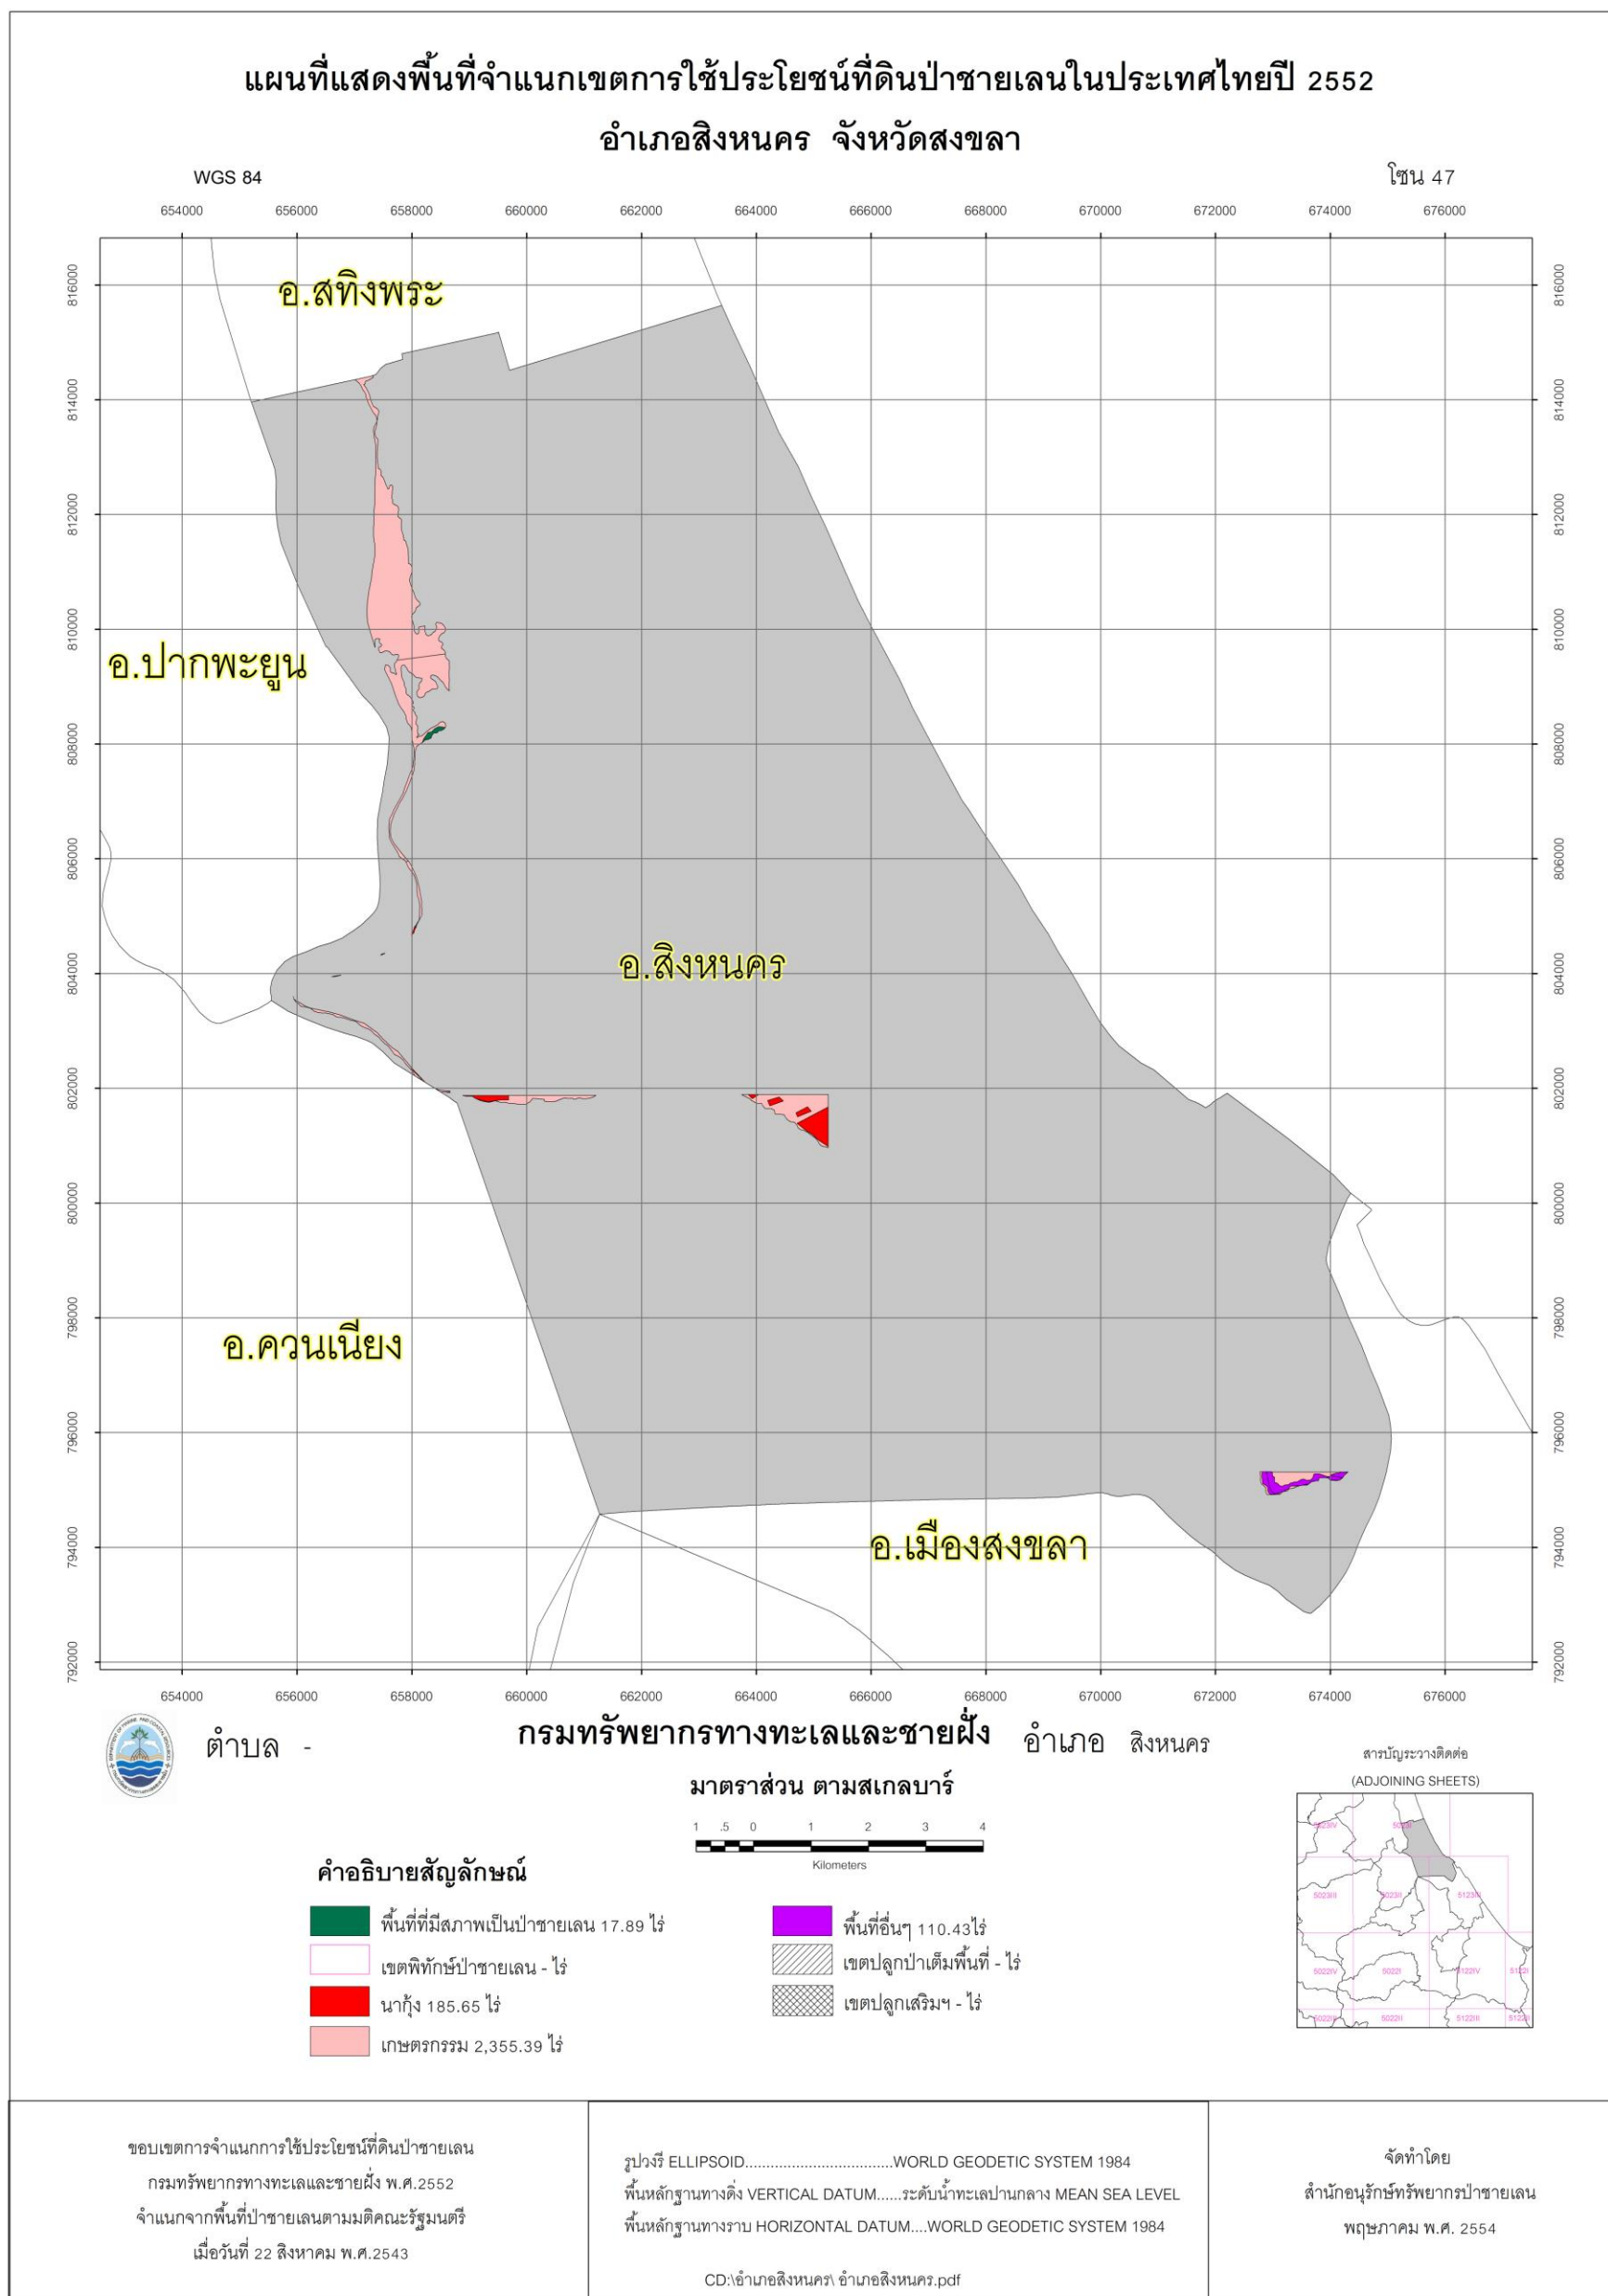 แผนที่แสดงพื้นที่จำแนกเขตการใช้ประโยชน์ที่ดินป่าชายเลนในประเทศไทยปี 2552
อำเภอสิงหนคร จังหวัดสงขลา
WGS 84
โซน 47
654000 656000 658000 660000 662000 664000 666000 668000 670000 672000 674000 676000
816000 816000
อ.สทิงพระ
814000 814000
812000 812000
810000 810000
อ.ปากพะยูน
808000 808000
806000 806000
อ.สิงหนคร
804000 804000
802000 802000
800000 800000
798000 798000
อ.ควนเนียง
796000 796000
อ.เมืองสงขลา
794000 794000
792000 792000
654000 656000 658000 660000 662000 664000 666000 668000 670000 672000 674000 676000
ตำบล -
กรมทรัพยากรทางทะเลและชายฝั่ง
อำเภอ สิงหนคร
มาตราส่วน ตามสเกลบาร์
1 .5 0 1 2 3 4
Kilometers
สารบัญระวางติดต่อ
(ADJOINING SHEETS)
5023III 5023II
5022IV 5022I 5122IV
5022II 5122III
คำอธิบายสัญลักษณ์
พื้นที่ที่มีสภาพเป็นป่าชายเลน 17.89 ไร่
เขตพิทักษ์ป่าชายเลน - ไร่
นากุ้ง 185.65 ไร่
เกษตรกรรม 2,355.39 ไร่
พื้นที่อื่นๆ 110.43ไร่
เขตปลูกป่าเต็มพื้นที่ - ไร่
เขตปลูกเสริมฯ - ไร่
ขอบเขตการจำแนกการใช้ประโยชน์ที่ดินป่าชายเลน
กรมทรัพยากรทางทะเลและชายฝั่ง พ.ศ.2552
จำแนกจากพื้นที่ป่าชายเลนตามมติคณะรัฐมนตรี
เมื่อวันที่ 22 สิงหาคม พ.ศ.2543
รูปวงรี ELLIPSOID...................................WORLD GEODETIC SYSTEM 1984
พื้นหลักฐานทางดิ่ง VERTICAL DATUM......ระดับน้ำทะเลปานกลาง MEAN SEA LEVEL
พื้นหลักฐานทางราบ HORIZONTAL DATUM....WORLD GEODETIC SYSTEM 1984
CD:\อำเภอสิงหนคร\ อำเภอสิงหนคร.pdf
จัดทำโดย
สำนักอนุรักษ์ทรัพยากรป่าชายเลน
พฤษภาคม พ.ศ. 2554